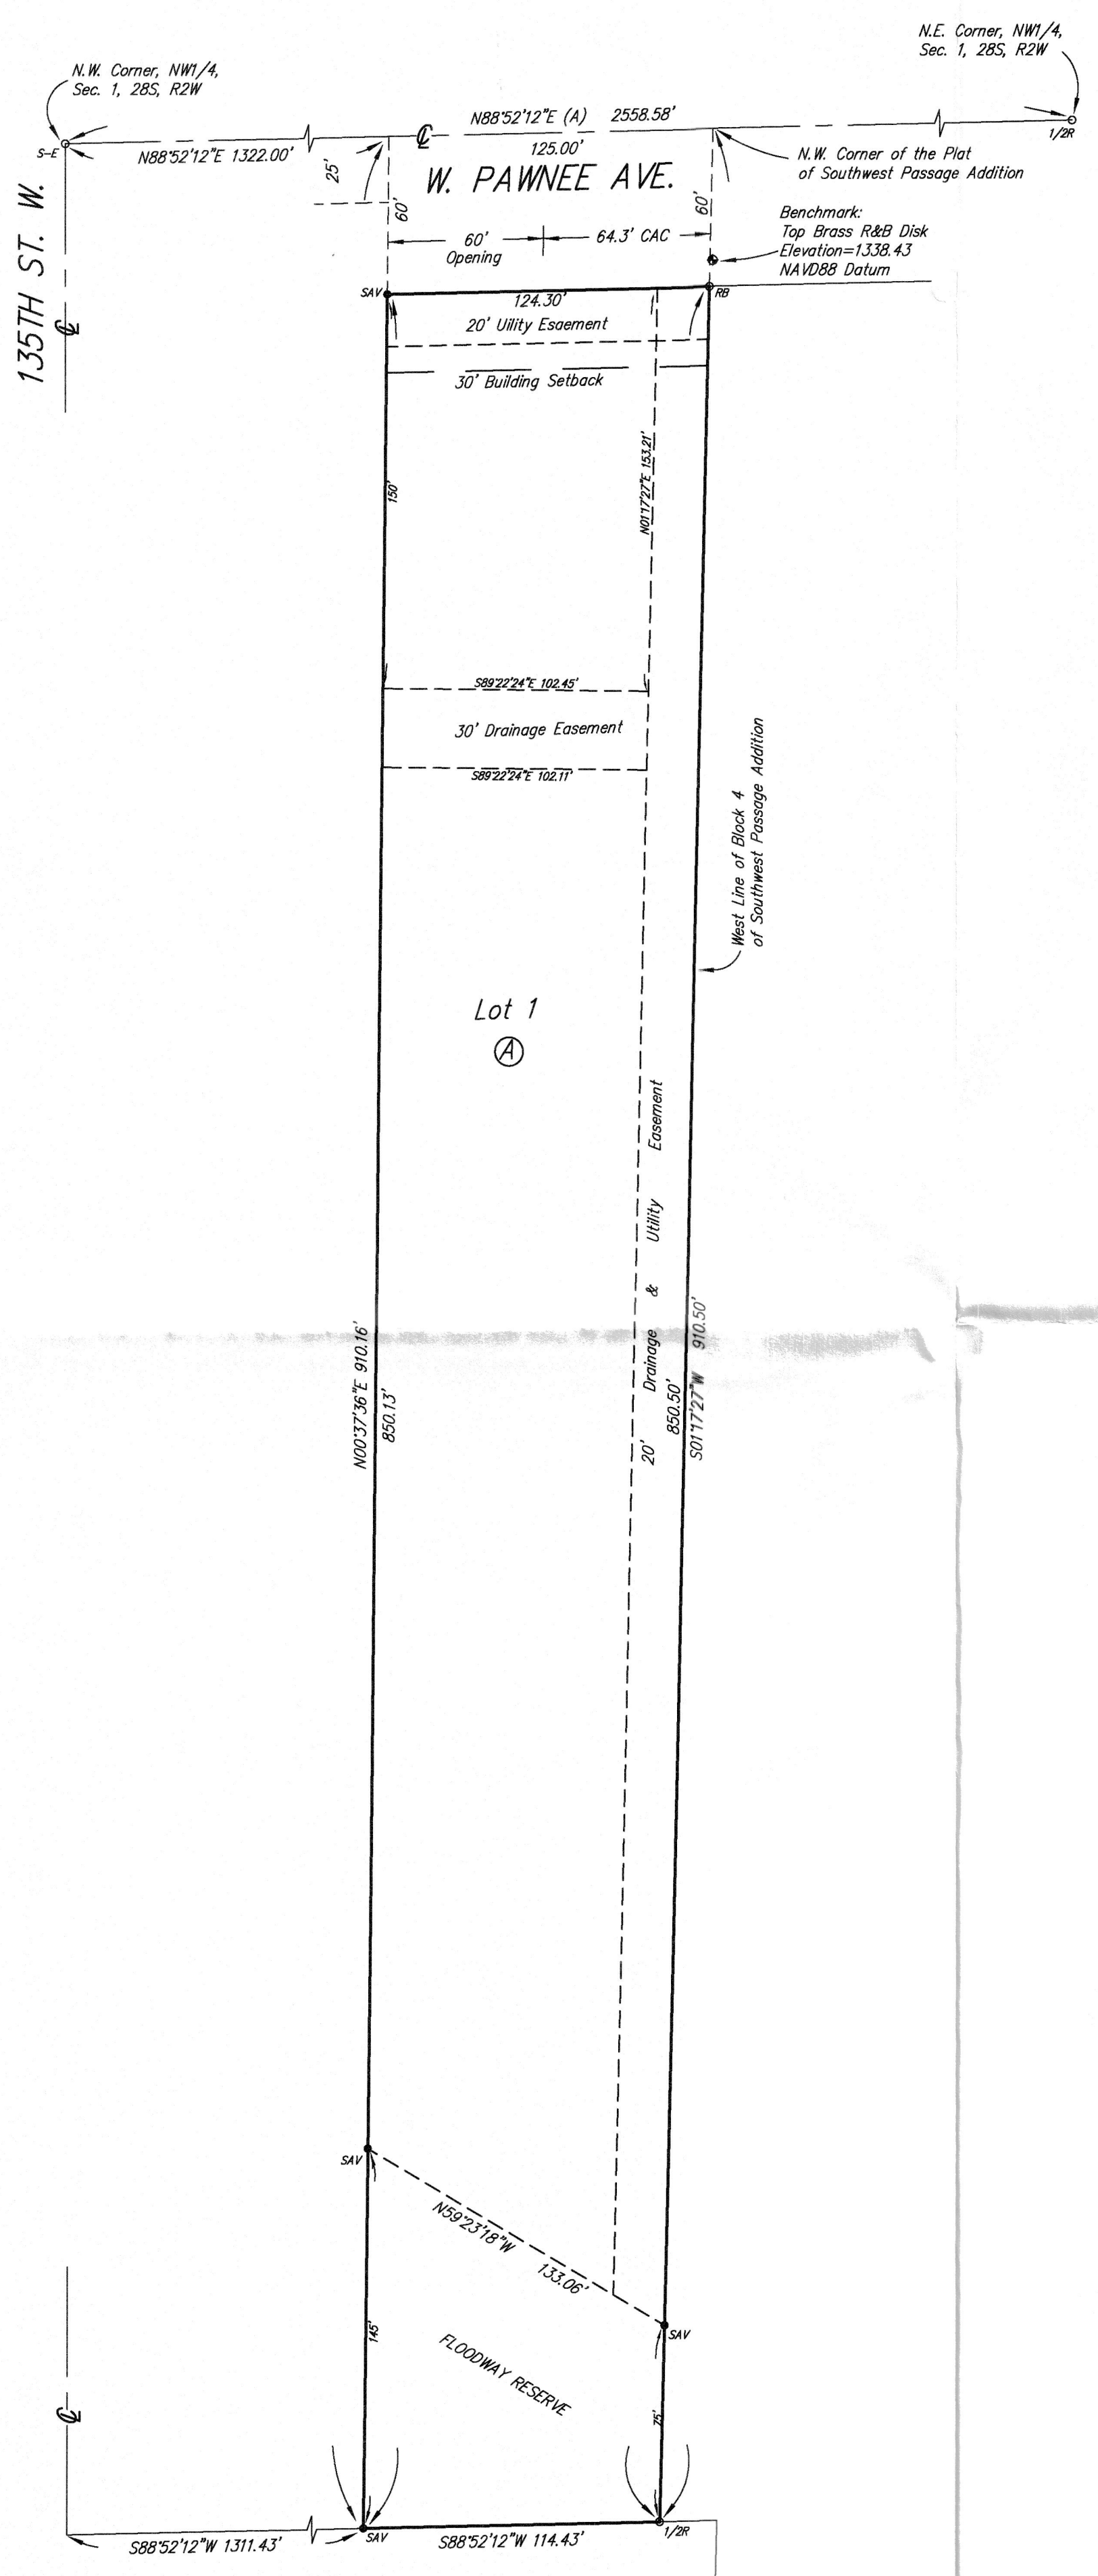 N.E. Corner, NW1/4,
Sec. 1, 28S, R2W
N.W. Corner, NW1/4,
Sec. 1, 28S, R2W
N88°52'12"E (A) 2558.58'
S-E
1/2R
N88°52'12"E 1322.00'
125.00'
25'
W. PAWNEE AVE.
N.W. Corner of the Plat
of Southwest Passage Addition
135TH ST. W.
60'
60'
Benchmark:
Top Brass R&B Disk
Elevation=1338.43
NAVD88 Datum
60'
Opening
64.3' CAC
SAV
RB
124.30'
20' Uility Esaement
30' Building Setback
150'
N01°17'27"E 153.21'
S89°22'24"E 102.45'
30' Drainage Easement
S89°22'24"E 102.11'
West Line of Block 4
of Southwest Passage Addition
Lot 1
A
20' Drainage & Utility Easement
N00°37'36"E 910.16'
850.13'
850.50'
S01°17'27"W 910.50'
SAV
N59°23'18"W 133.06'
SAV
145'
FLOODWAY RESERVE
75'
S88°52'12"W 1311.43'
SAV
S88°52'12"W 114.43'
1/2R